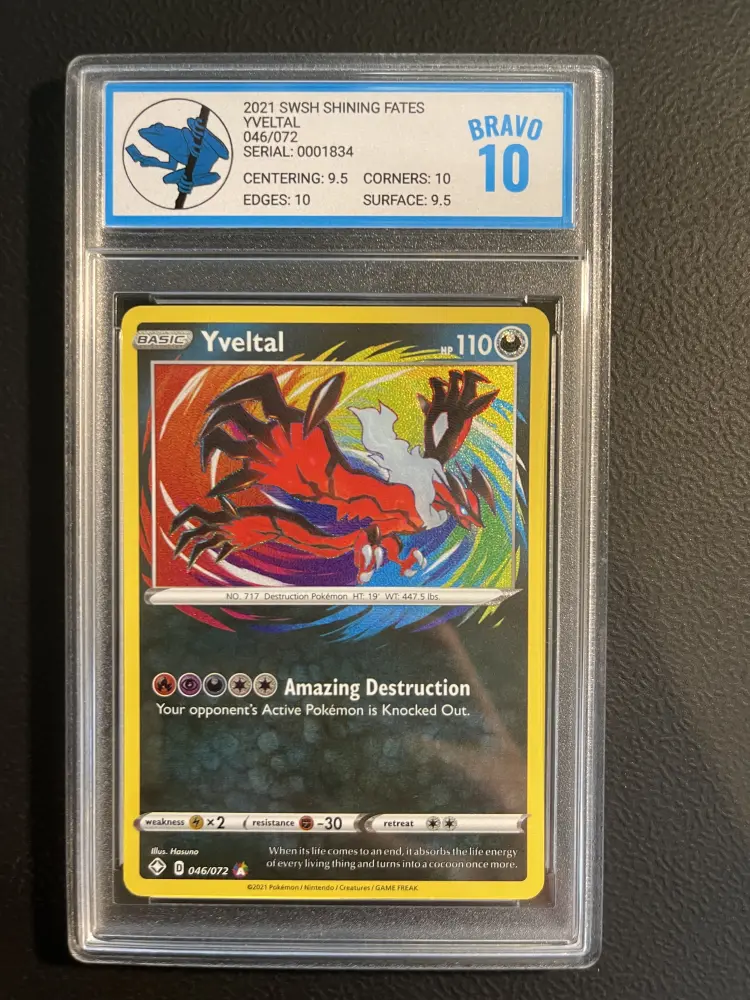 2021 SWSH SHINING FATES
YVELTAL
046/072
SERIAL: 0001834
CENTERING: 9.5 CORNERS: 10
EDGES: 10 SURFACE: 9.5
BRAVO
10
BASIC Yveltal HP 110
NO. 717 Destruction Pokémon HT: 19' WT: 447.5 lbs.
Amazing Destruction
Your opponent's Active Pokémon is Knocked Out.
weakness ×2 resistance -30 retreat
Illus. Hasuno
When its life comes to an end, it absorbs the life energy
of every living thing and turns into a cocoon once more.
D 046/072 A
©2021 Pokémon / Nintendo / Creatures / GAME FREAK